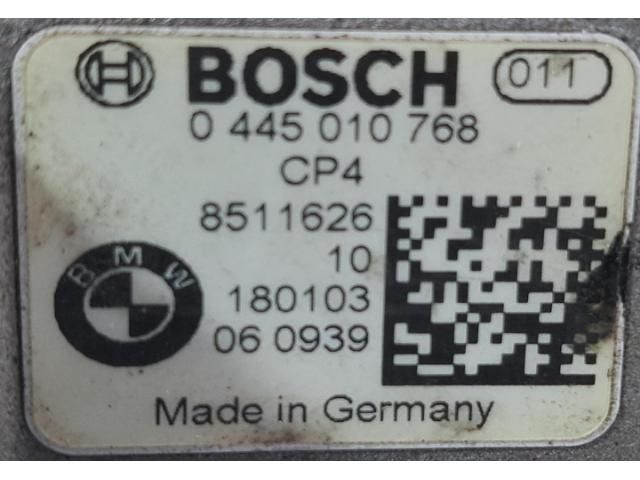 BOSCH 011
0 445 010 768
CP4
8511626
10
BMW
180103
06 0939
Made in Germany